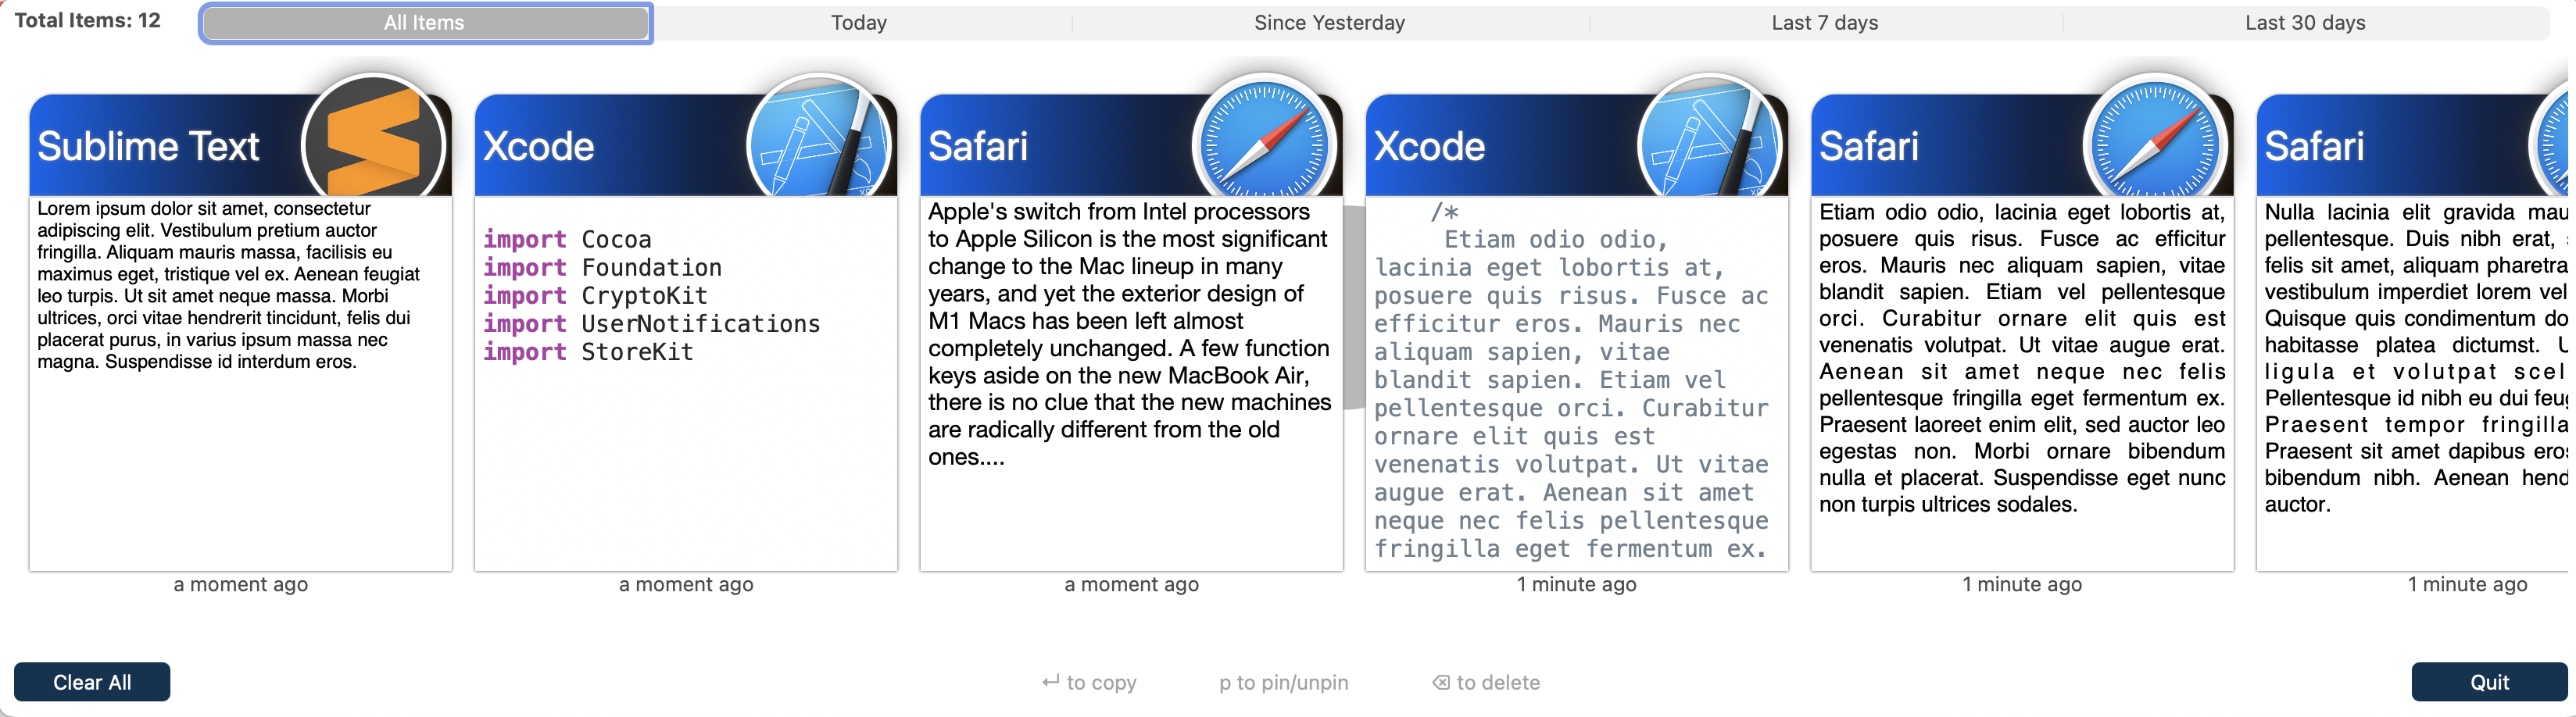 Total Items: 12
All Items
Today
Since Yesterday
Last 7 days
Last 30 days
Sublime Text
Lorem ipsum dolor sit amet, consectetur
adipiscing elit. Vestibulum pretium auctor
fringilla. Aliquam mauris massa, facilisis eu
maximus eget, tristique vel ex. Aenean feugiat
leo turpis. Ut sit amet neque massa. Morbi
ultrices, orci vitae hendrerit tincidunt, felis dui
placerat purus, in varius ipsum massa nec
magna. Suspendisse id interdum eros.
a moment ago
Xcode
import Cocoa
import Foundation
import CryptoKit
import UserNotifications
import StoreKit
a moment ago
Safari
Apple's switch from Intel processors
to Apple Silicon is the most significant
change to the Mac lineup in many
years, and yet the exterior design of
M1 Macs has been left almost
completely unchanged. A few function
keys aside on the new MacBook Air,
there is no clue that the new machines
are radically different from the old
ones....
a moment ago
Xcode
/*
Etiam odio odio,
lacinia eget lobortis at,
posuere quis risus. Fusce ac
efficitur eros. Mauris nec
aliquam sapien, vitae
blandit sapien. Etiam vel
pellentesque orci. Curabitur
ornare elit quis est
venenatis volutpat. Ut vitae
augue erat. Aenean sit amet
neque nec felis pellentesque
fringilla eget fermentum ex.
1 minute ago
Safari
Etiam odio odio, lacinia eget lobortis at,
posuere quis risus. Fusce ac efficitur
eros. Mauris nec aliquam sapien, vitae
blandit sapien. Etiam vel pellentesque
orci. Curabitur ornare elit quis est
venenatis volutpat. Ut vitae augue erat.
Aenean sit amet neque nec felis
pellentesque fringilla eget fermentum ex.
Praesent laoreet enim elit, sed auctor leo
egestas non. Morbi ornare bibendum
nulla et placerat. Suspendisse eget nunc
non turpis ultrices sodales.
1 minute ago
Safari
Nulla lacinia elit gravida mau
pellentesque. Duis nibh erat,
felis sit amet, aliquam pharetra
vestibulum imperdiet lorem vel
Quisque quis condimentum do
habitasse platea dictumst. U
ligula et volutpat scel
Pellentesque id nibh eu dui
Praesent tempor fringilla
Praesent sit amet dapibus
bibendum nibh. Aenean hend
auctor.
1 minute ago
Clear All
to copy
p to pin/unpin
to delete
Quit